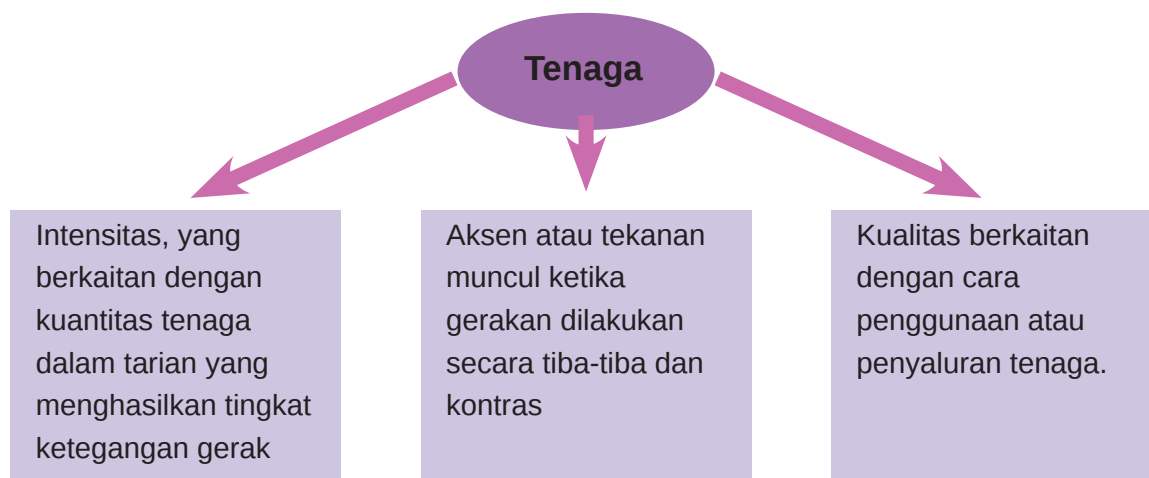 Tenaga
Intensitas, yang
berkaitan dengan
kuantitas tenaga
dalam tarian yang
menghasilkan tingkat
ketegangan gerak
Aksen atau tekanan
muncul ketika
gerakan dilakukan
secara tiba-tiba dan
kontras
Kualitas berkaitan
dengan cara
penggunaan atau
penyaluran tenaga.